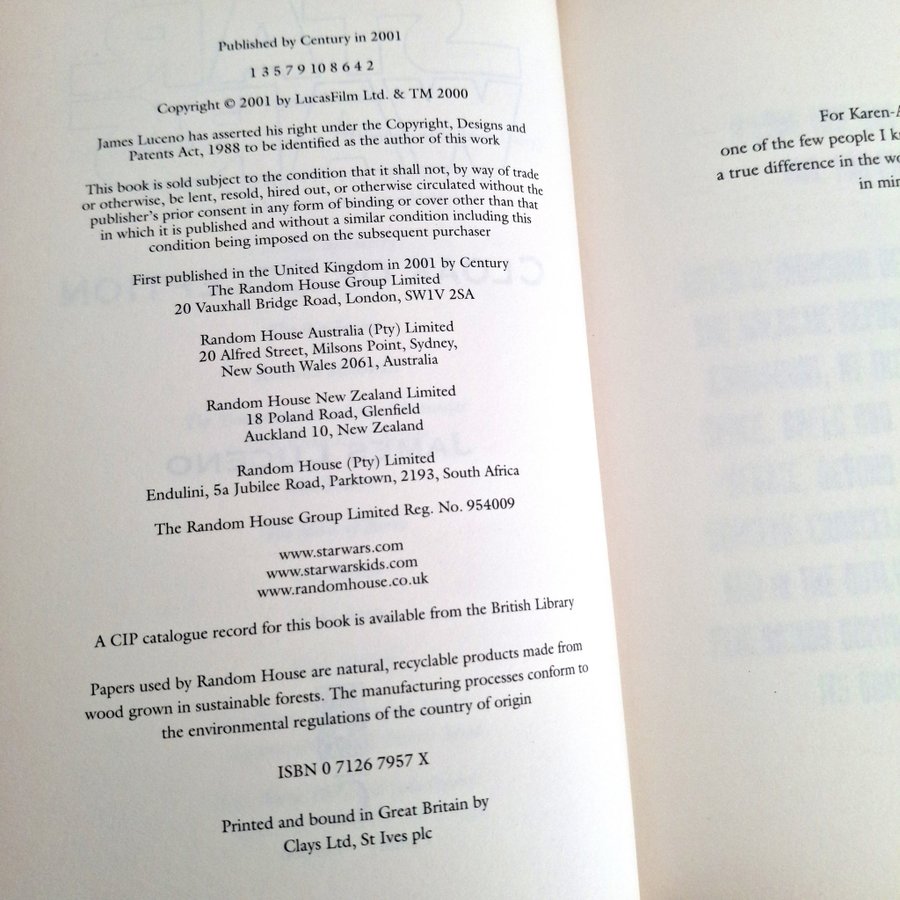 Published by Century in 2001
1 3 5 7 9 10 8 6 4 2
Copyright © 2001 by LucasFilm Ltd. & TM 2000
James Luceno has asserted his right under the Copyright, Designs and
Patents Act, 1988 to be identified as the author of this work
This book is sold subject to the condition that it shall not, by way of trade
or otherwise, be lent, resold, hired out, or otherwise circulated without the
publisher's prior consent in any form of binding or cover other than that
in which it is published and without a similar condition including this
condition being imposed on the subsequent purchaser
First published in the United Kingdom in 2001 by Century
The Random House Group Limited
20 Vauxhall Bridge Road, London, SW1V 2SA
Random House Australia (Pty) Limited
20 Alfred Street, Milsons Point, Sydney,
New South Wales 2061, Australia
Random House New Zealand Limited
18 Poland Road, Glenfield
Auckland 10, New Zealand
Random House (Pty) Limited
Endulini, 5a Jubilee Road, Parktown, 2193, South Africa
The Random House Group Limited Reg. No. 954009
www.starwars.com
www.starwarskids.com
www.randomhouse.co.uk
A CIP catalogue record for this book is available from the British Library
Papers used by Random House are natural, recyclable products made from
wood grown in sustainable forests. The manufacturing processes conform to
the environmental regulations of the country of origin
ISBN 0 7126 7957 X
Printed and bound in Great Britain by
Clays Ltd, St Ives plc
For Karen-
one of the few people I
a true difference in the
in